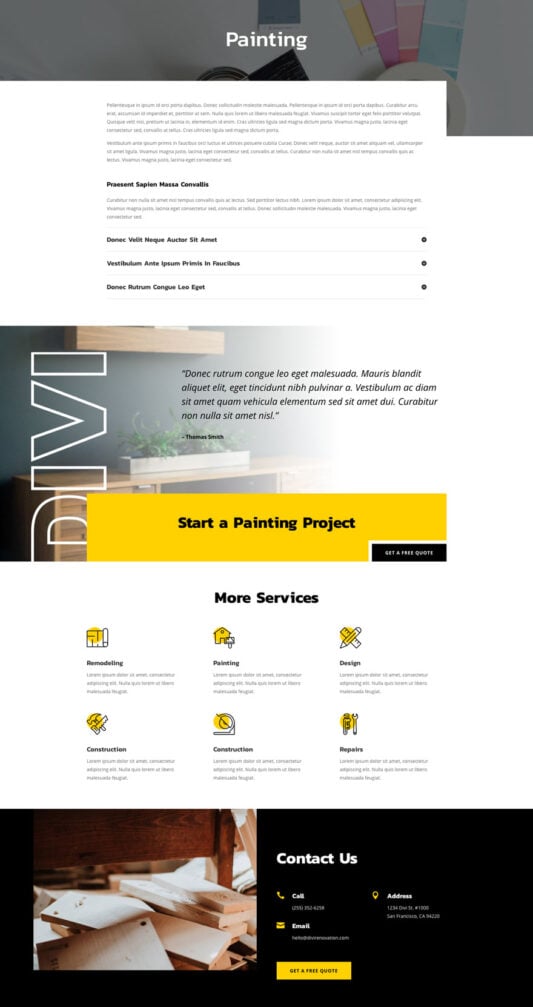 Painting
Pellentesque in ipsum id orci porta dapibus. Donec sollicitudin molestie malesuada. Pellentesque in ipsum id orci porta dapibus. Curabitur arcu
erat, accumsan id imperdiet et, porttitor at sem. Nulla quis lorem ut libero malesuada feugiat. Vivamus suscipit tortor eget felis porttitor volutpat.
Quisque velit nisi, pretium ut lacinia in, elementum id enim. Cras ultricies ligula sed magna dictum porta. Vivamus magna justo, lacinia eget
consectetur sed, convallis at tellus. Cras ultricies ligula sed magna dictum porta.
Vestibulum ante ipsum primis in faucibus orci luctus et ultrices posuere cubilia Curae; Donec velit neque, auctor sit amet aliquam vel, ullamcorper
sit amet ligula. Vivamus magna justo, lacinia eget consectetur sed, convallis at tellus. Curabitur non nulla sit amet nisl tempus convallis quis ac
lectus. Vivamus magna justo, lacinia eget consectetur sed.
Praesent Sapien Massa Convallis
Curabitur non nulla sit amet nisl tempus convallis quis ac lectus. Sed porttitor lectus nibh. Lorem ipsum dolor sit amet, consectetur adipiscing elit.
Vivamus magna justo, lacinia eget consectetur sed, convallis at tellus. Donec sollicitudin molestie malesuada. Vivamus magna justo, lacinia eget
consectetur sed.
Donec Velit Neque Auctor Sit Amet
Vestibulum Ante Ipsum Primis In Faucibus
Donec Rutrum Congue Leo Eget
DIVI
"Donec rutrum congue leo eget malesuada. Mauris blandit
aliquet elit, eget tincidunt nibh pulvinar a. Vestibulum ac diam
sit amet quam vehicula elementum sed sit amet dui. Curabitur
non nulla sit amet nisl."
– Thomas Smith
Start a Painting Project
GET A FREE QUOTE
More Services
Remodeling
Lorem ipsum dolor sit amet, consectetur
adipiscing elit. Nulla quis lorem ut libero
malesuada feugiat.
Painting
Lorem ipsum dolor sit amet, consectetur
adipiscing elit. Nulla quis lorem ut libero
malesuada feugiat.
Design
Lorem ipsum dolor sit amet, consectetur
adipiscing elit. Nulla quis lorem ut libero
malesuada feugiat.
Construction
Lorem ipsum dolor sit amet, consectetur
adipiscing elit. Nulla quis lorem ut libero
malesuada feugiat.
Construction
Lorem ipsum dolor sit amet, consectetur
adipiscing elit. Nulla quis lorem ut libero
malesuada feugiat.
Repairs
Lorem ipsum dolor sit amet, consectetur
adipiscing elit. Nulla quis lorem ut libero
malesuada feugiat.
Contact Us
Call
(255) 352-6258
Address
1234 Divi St. #1000
San Francisco, CA 94220
Email
hello@divirenovation.com
GET A FREE QUOTE